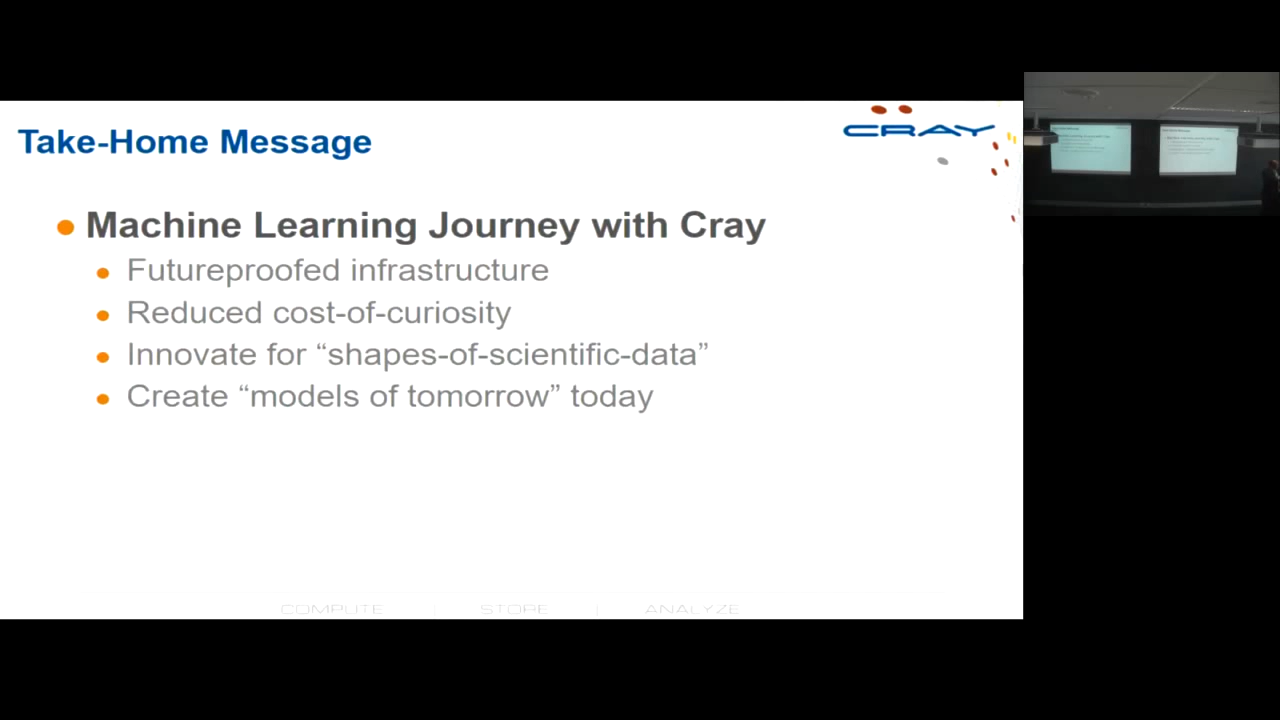 Take-Home Message
CRAY
Machine Learning Journey with Cray
Futureproofed infrastructure
Reduced cost-of-curiosity
Innovate for “shapes-of-scientific-data”
Create “models of tomorrow” today
COMPUTE | STORE | ANALYZE